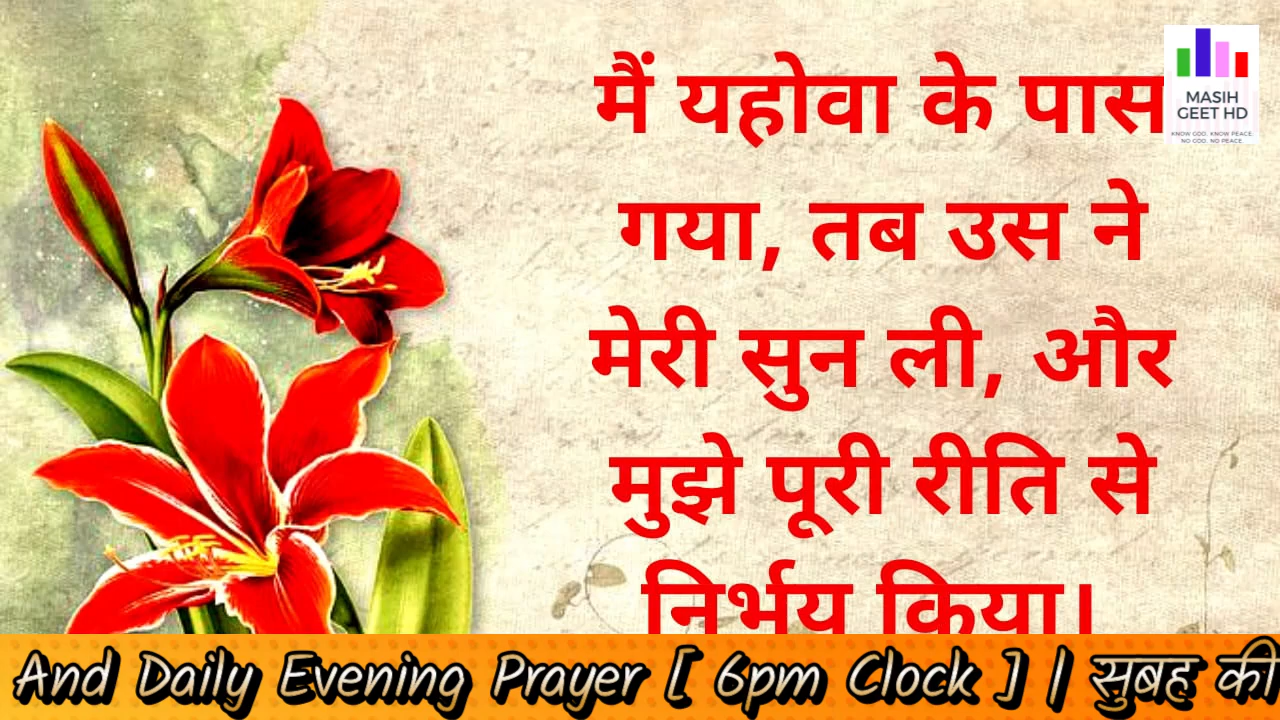 मैं यहोवा के पास
गया, तब उस ने
मेरी सुन ली, और
मुझे पूरी रीति से
निर्भय किया।
MASIH
GEET HD
KNOW GOD. KNOW PEACE.
NO GOD. NO PEACE.
And Daily Evening Prayer [ 6pm Clock ] | सुबह की